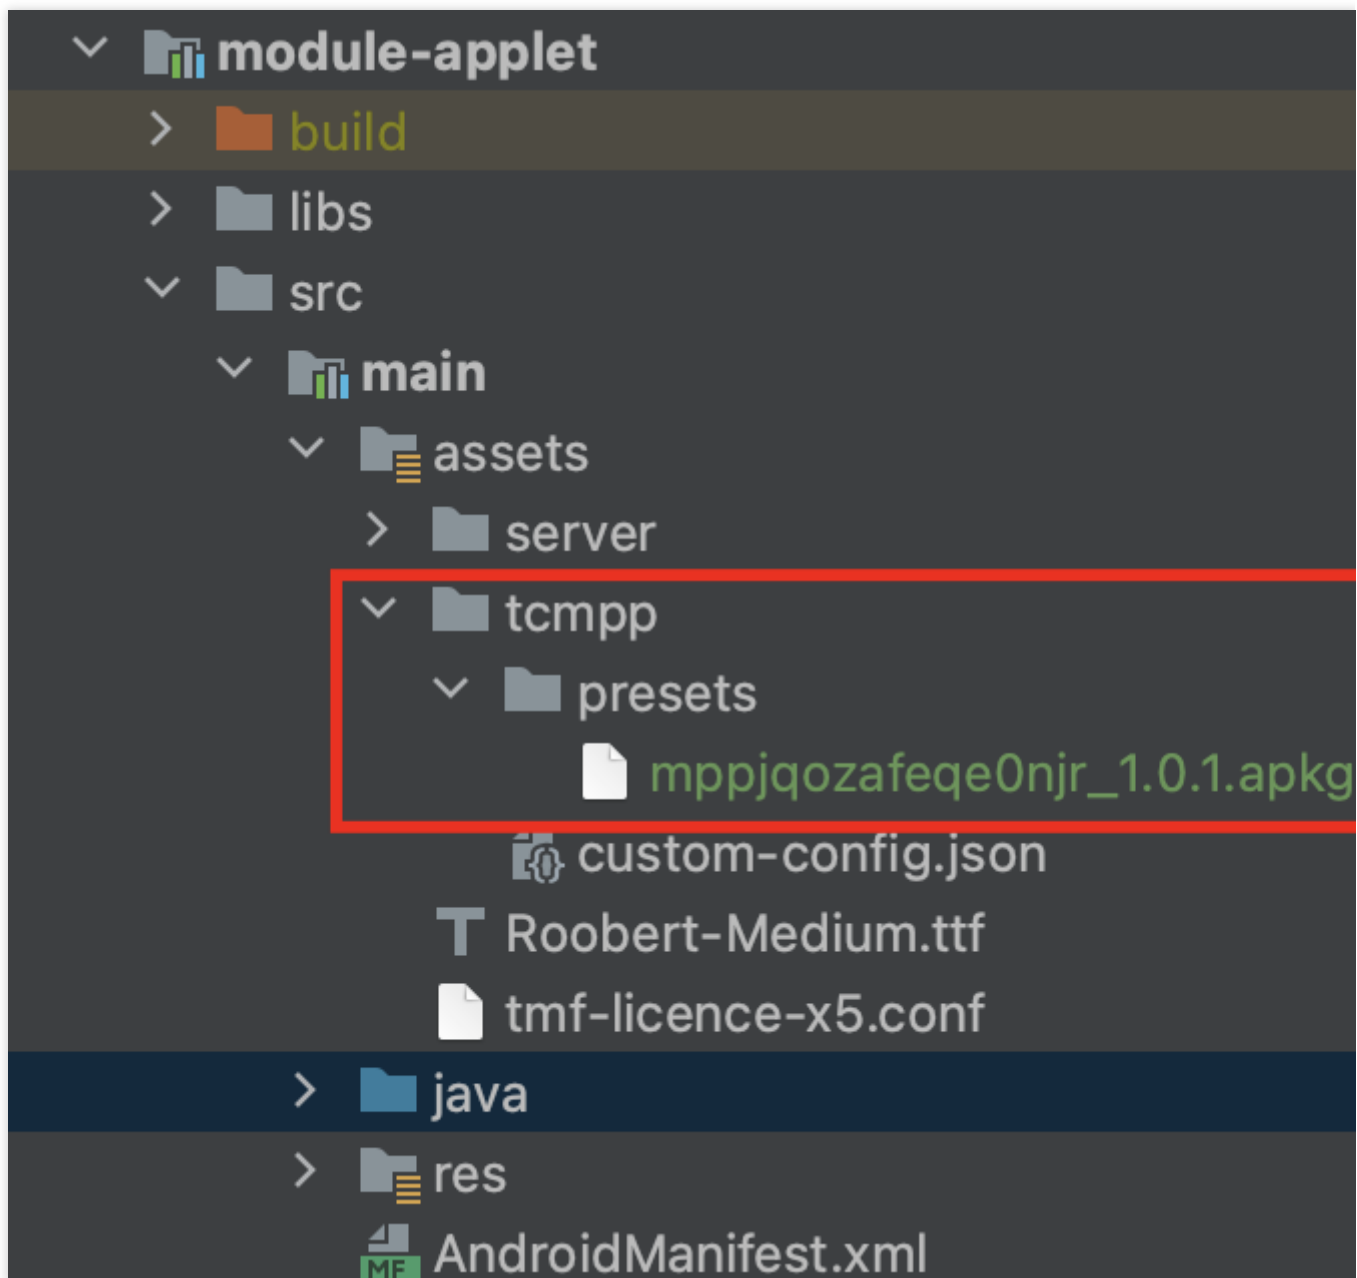 module-applet
build
libs
src
main
assets
server
tcmpp
presets
mppjqozafeqe0njr_1.0.1.apkg
custom-config.json
Roobert-Medium.ttf
tmf-licence-x5.conf
java
res
MF AndroidManifest.xml